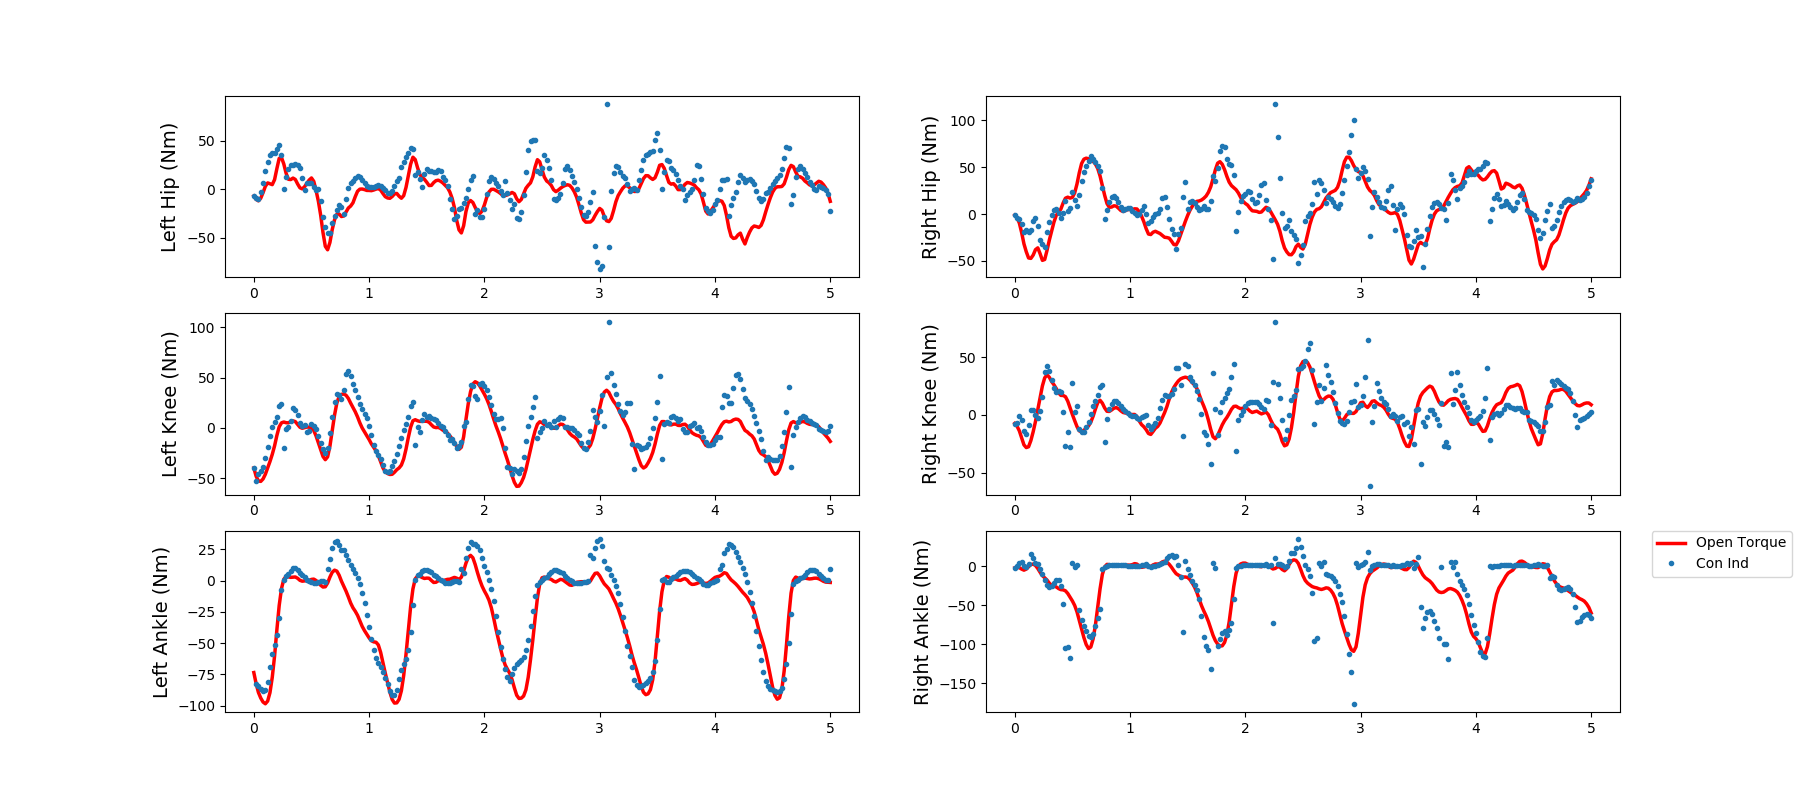 Left Hip (Nm)
50
0
−50
0 1 2 3 4 5
Right Hip (Nm)
100
50
0
−50
0 1 2 3 4 5
Left Knee (Nm)
100
50
0
−50
0 1 2 3 4 5
Right Knee (Nm)
50
0
−50
0 1 2 3 4 5
Left Ankle (Nm)
25
0
−25
−50
−75
−100
0 1 2 3 4 5
Right Ankle (Nm)
0
−50
−100
−150
0 1 2 3 4 5
Open Torque
Con Ind